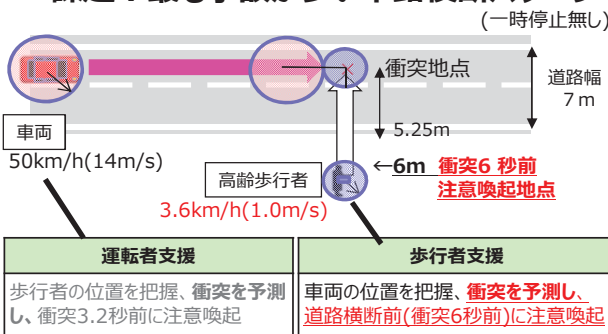 (一時停止無し)
衝突地点
道路幅
7m
5.25m
車両
50km/h(14m/s)
←6m 衝突6 秒前
注意喚起地点
高齢歩行者
3.6km/h(1.0m/s)
運転者支援
歩行者支援
歩行者の位置を把握、衝突を予測
し、衝突3.2秒前に注意喚起
車両の位置を把握、衝突を予測し、
道路横断前(衝突6秒前)に注意喚起